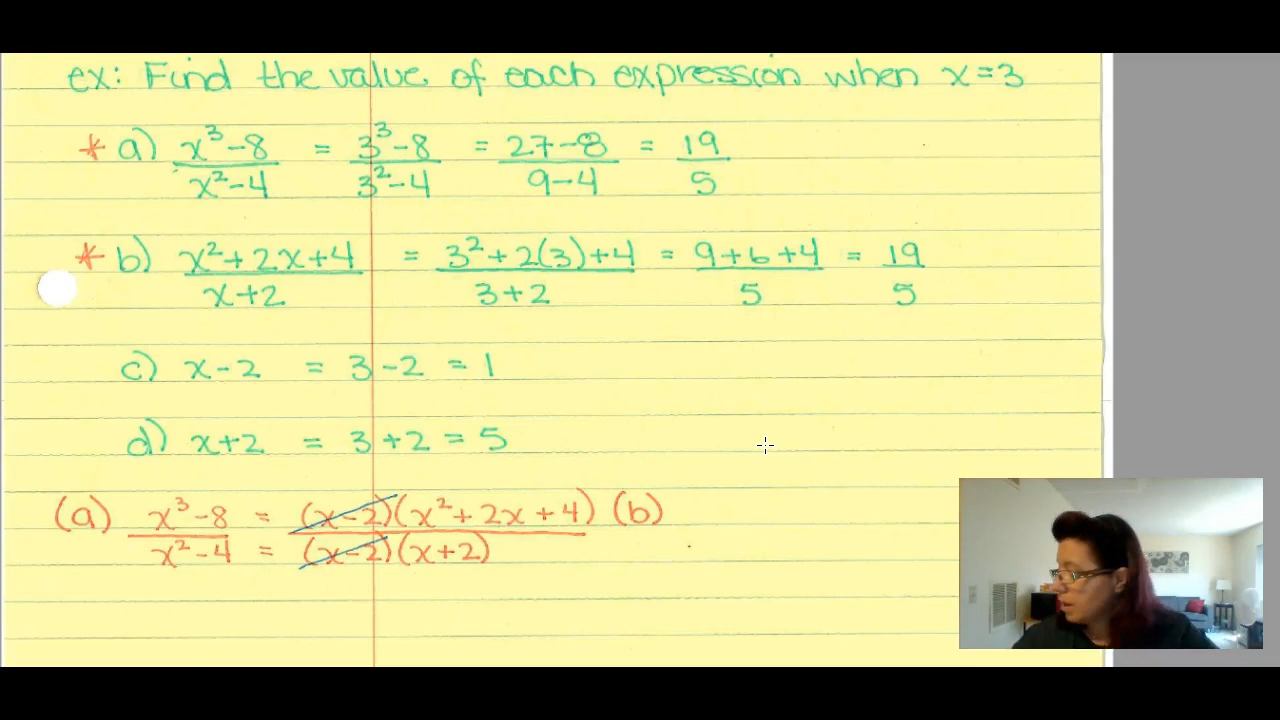 ex: Find the value of each expression when x=3
* a) x³-8 / x²-4 = 3³-8 / 3²-4 = 27-8 / 9-4 = 19 / 5
* b) x²+2x+4 / x+2 = 3²+2(3)+4 / 3+2 = 9+6+4 / 5 = 19 / 5
c) x-2 = 3-2 = 1
d) x+2 = 3+2 = 5
(a) x³-8 = (x-2)(x²+2x+4) (b)
x²-4 = (x-2)(x+2)